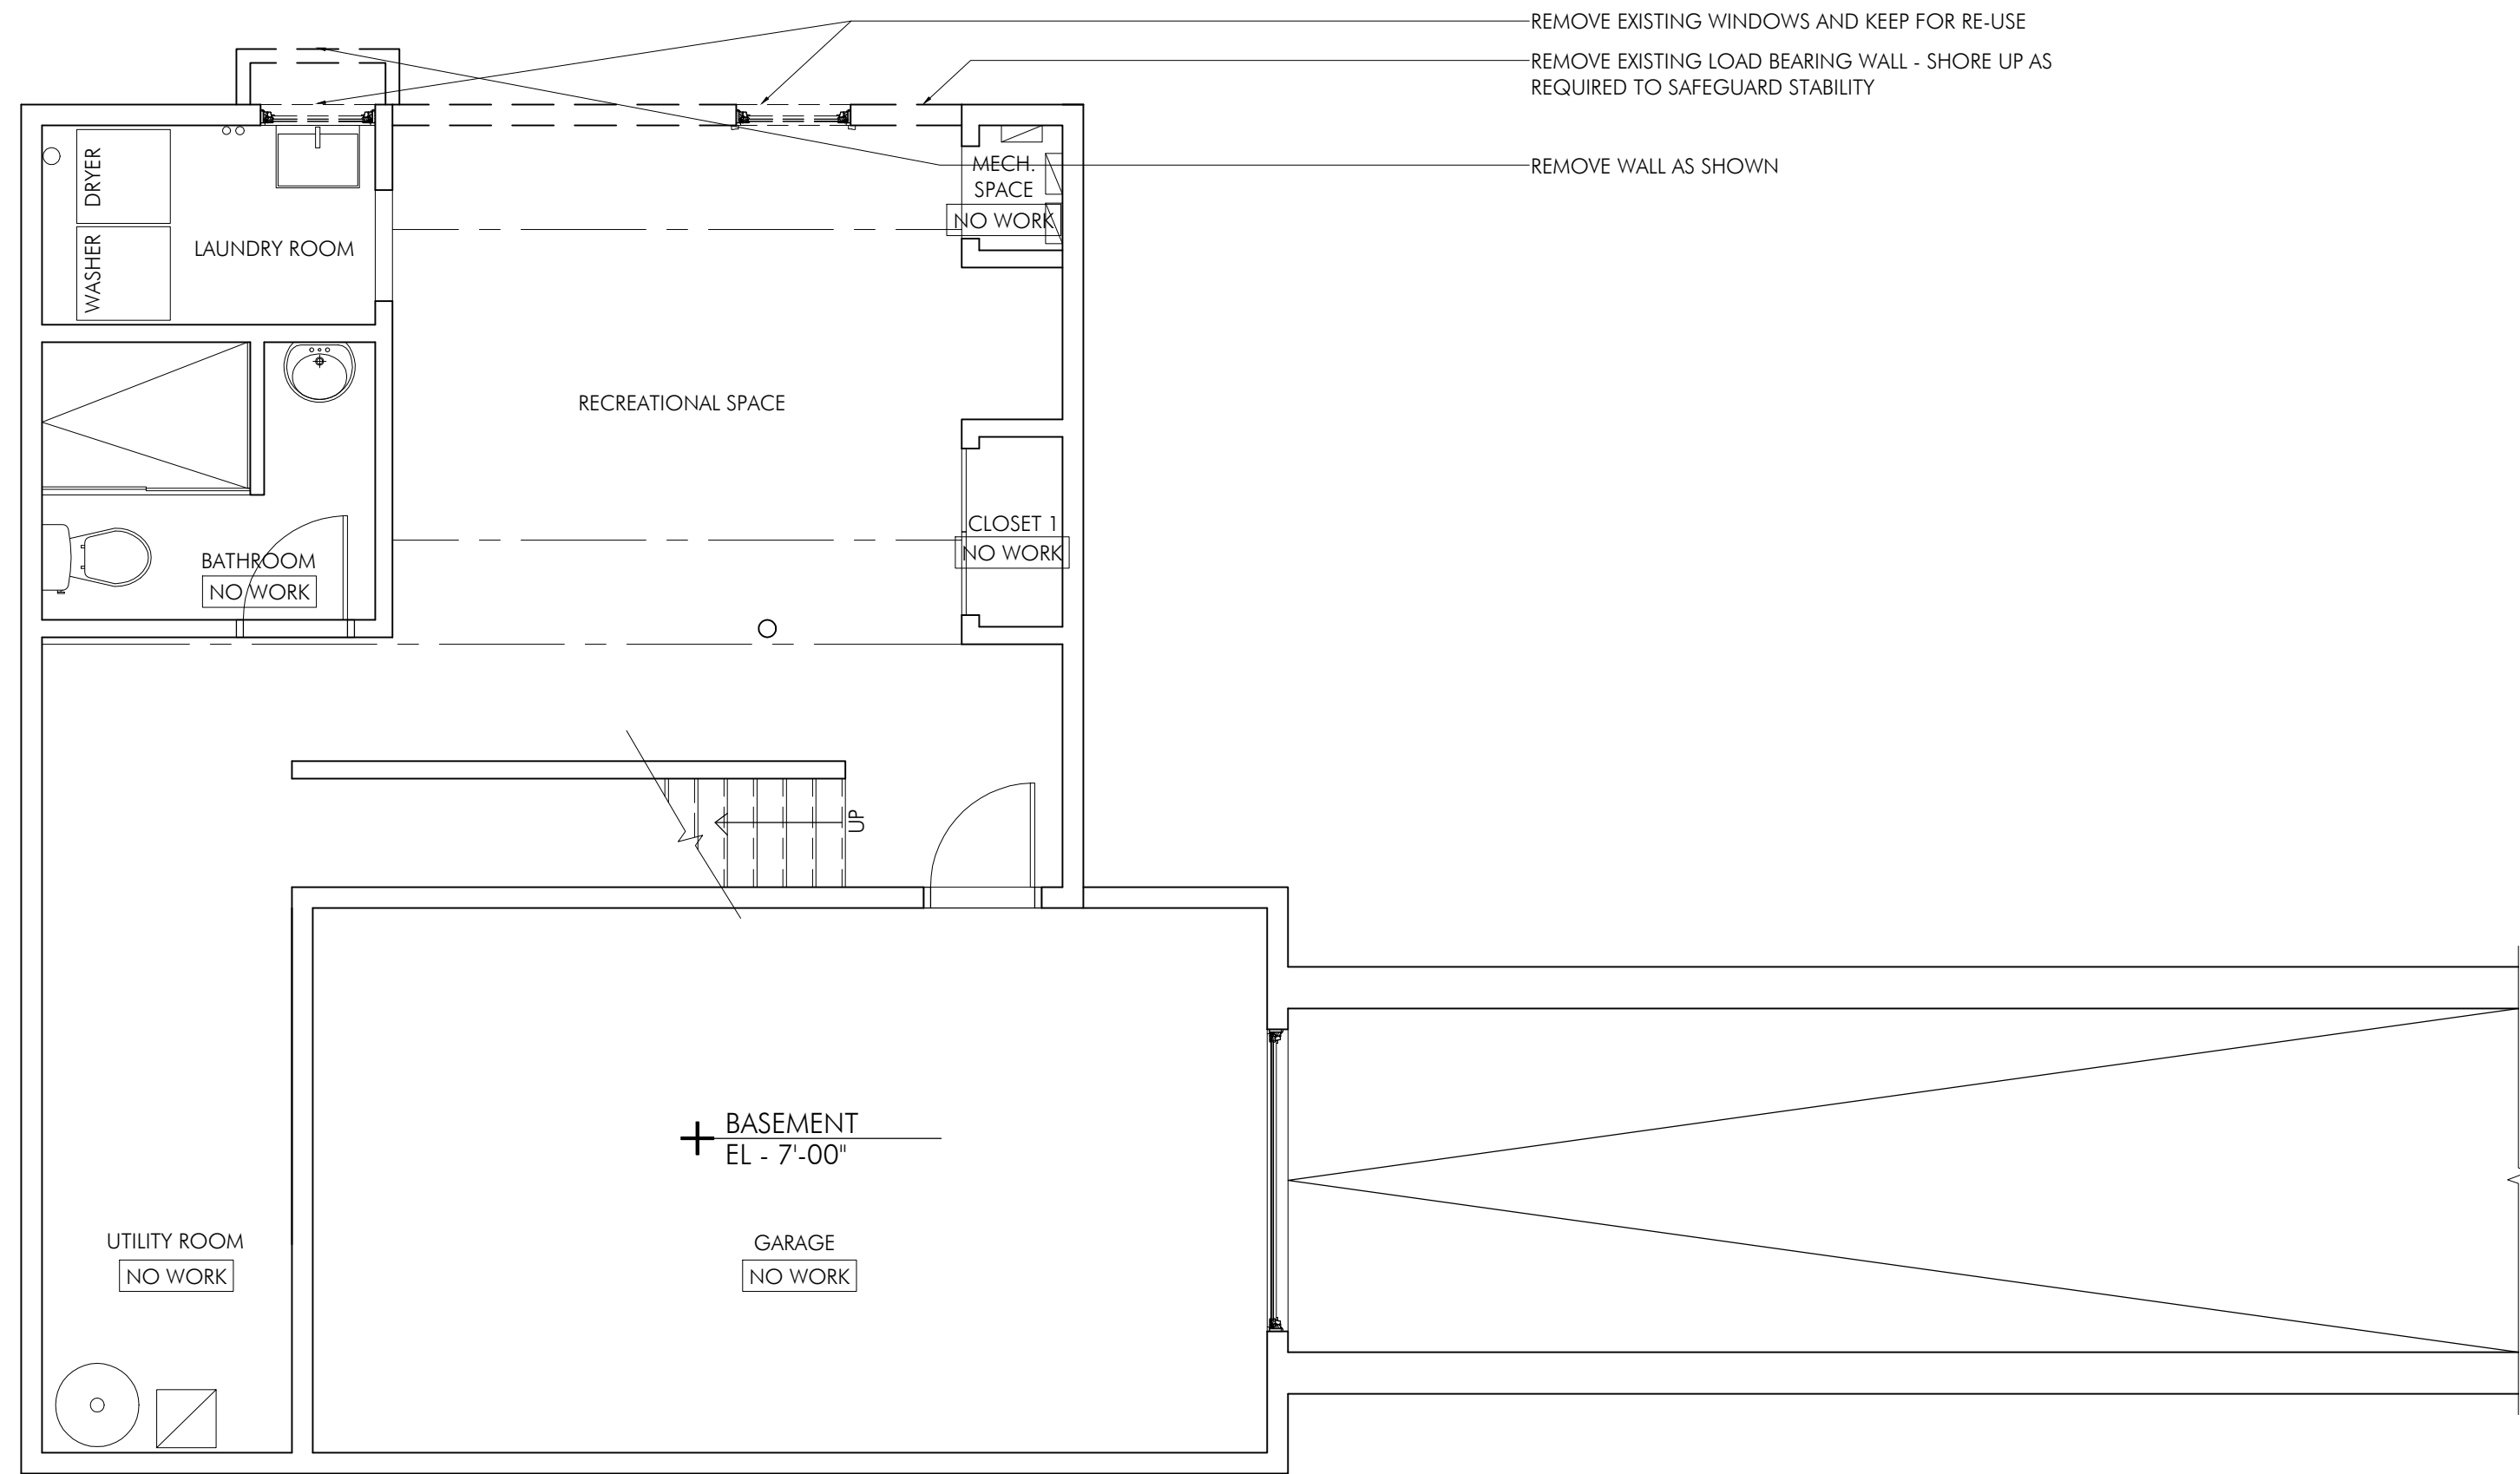 REMOVE EXISTING WINDOWS AND KEEP FOR RE-USE
REMOVE EXISTING LOAD BEARING WALL - SHORE UP AS
REQUIRED TO SAFEGUARD STABILITY
REMOVE WALL AS SHOWN
DRYER
WASHER
LAUNDRY ROOM
MECH.
SPACE
NO WORK
RECREATIONAL SPACE
CLOSET 1
NO WORK
BATHROOM
NO WORK
UP
BASEMENT
EL - 7'-00"
UTILITY ROOM
NO WORK
GARAGE
NO WORK